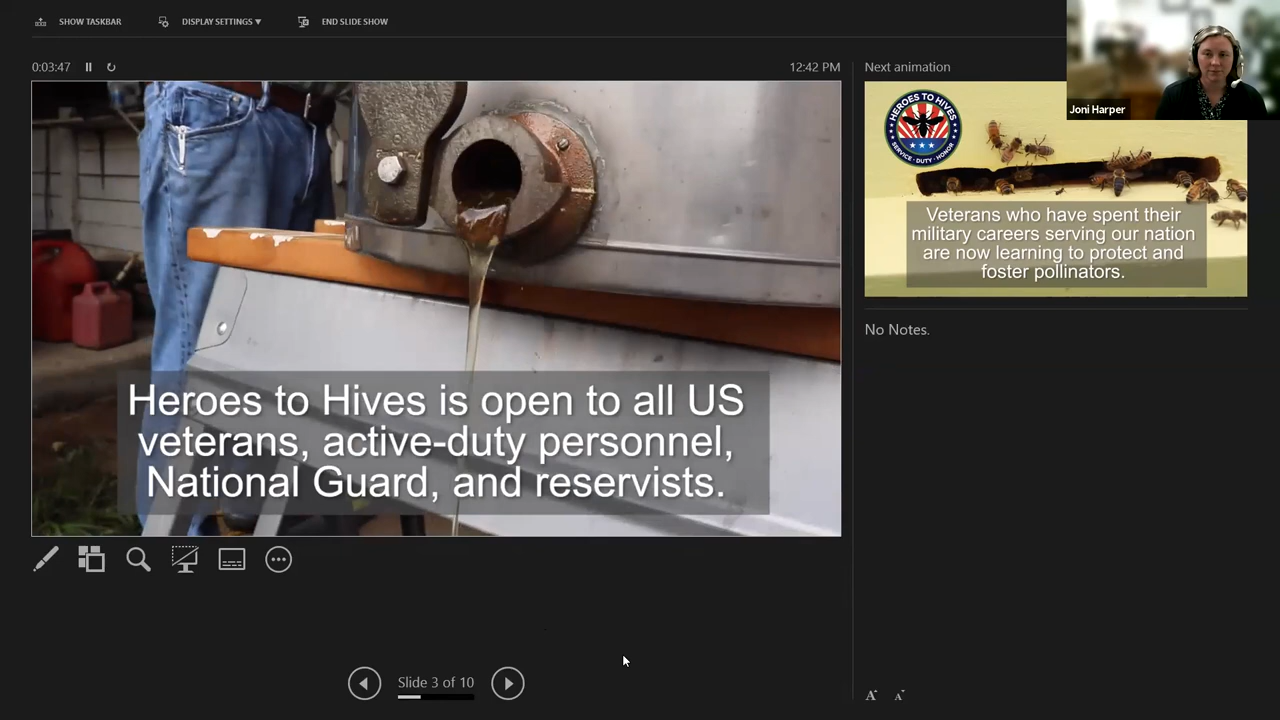 SHOW TASKBAR
DISPLAY SETTINGS ▾
END SLIDE SHOW
0:03:47
12:42 PM
Next animation
Joni Harper
Heroes to Hives is open to all US
veterans, active-duty personnel,
National Guard, and reservists.
HEROES TO HIVES
SERVICE • DUTY • HONOR
Veterans who have spent their
military careers serving our nation
are now learning to protect and
foster pollinators.
No Notes.
Slide 3 of 10
A A